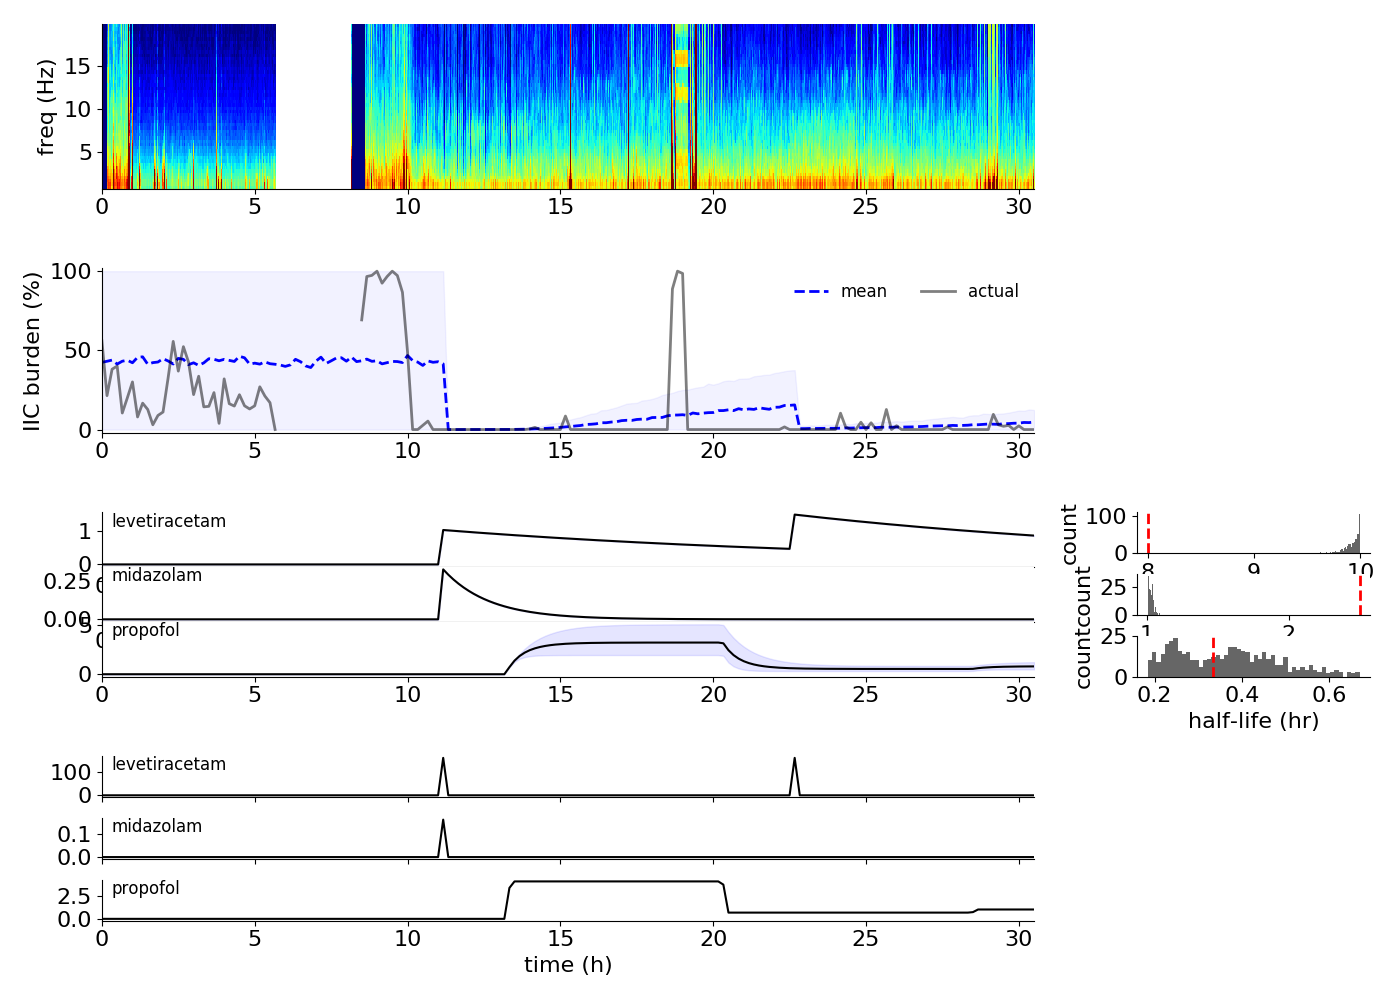 freq (Hz)
15
10
5
0 5 10 15 20 25 30
IIC burden (%)
100
50
0
mean
actual
0 5 10 15 20 25 30
levetiracetam
1
0
midazolam
0.25
0.00
propofol
5
0
0 5 10 15 20 25 30
count
100
0
8 9 10
count
25
0
1 2
count
25
0
0.2 0.4 0.6
half-life (hr)
levetiracetam
100
0
midazolam
0.1
0.0
propofol
2.5
0.0
0 5 10 15 20 25 30
time (h)